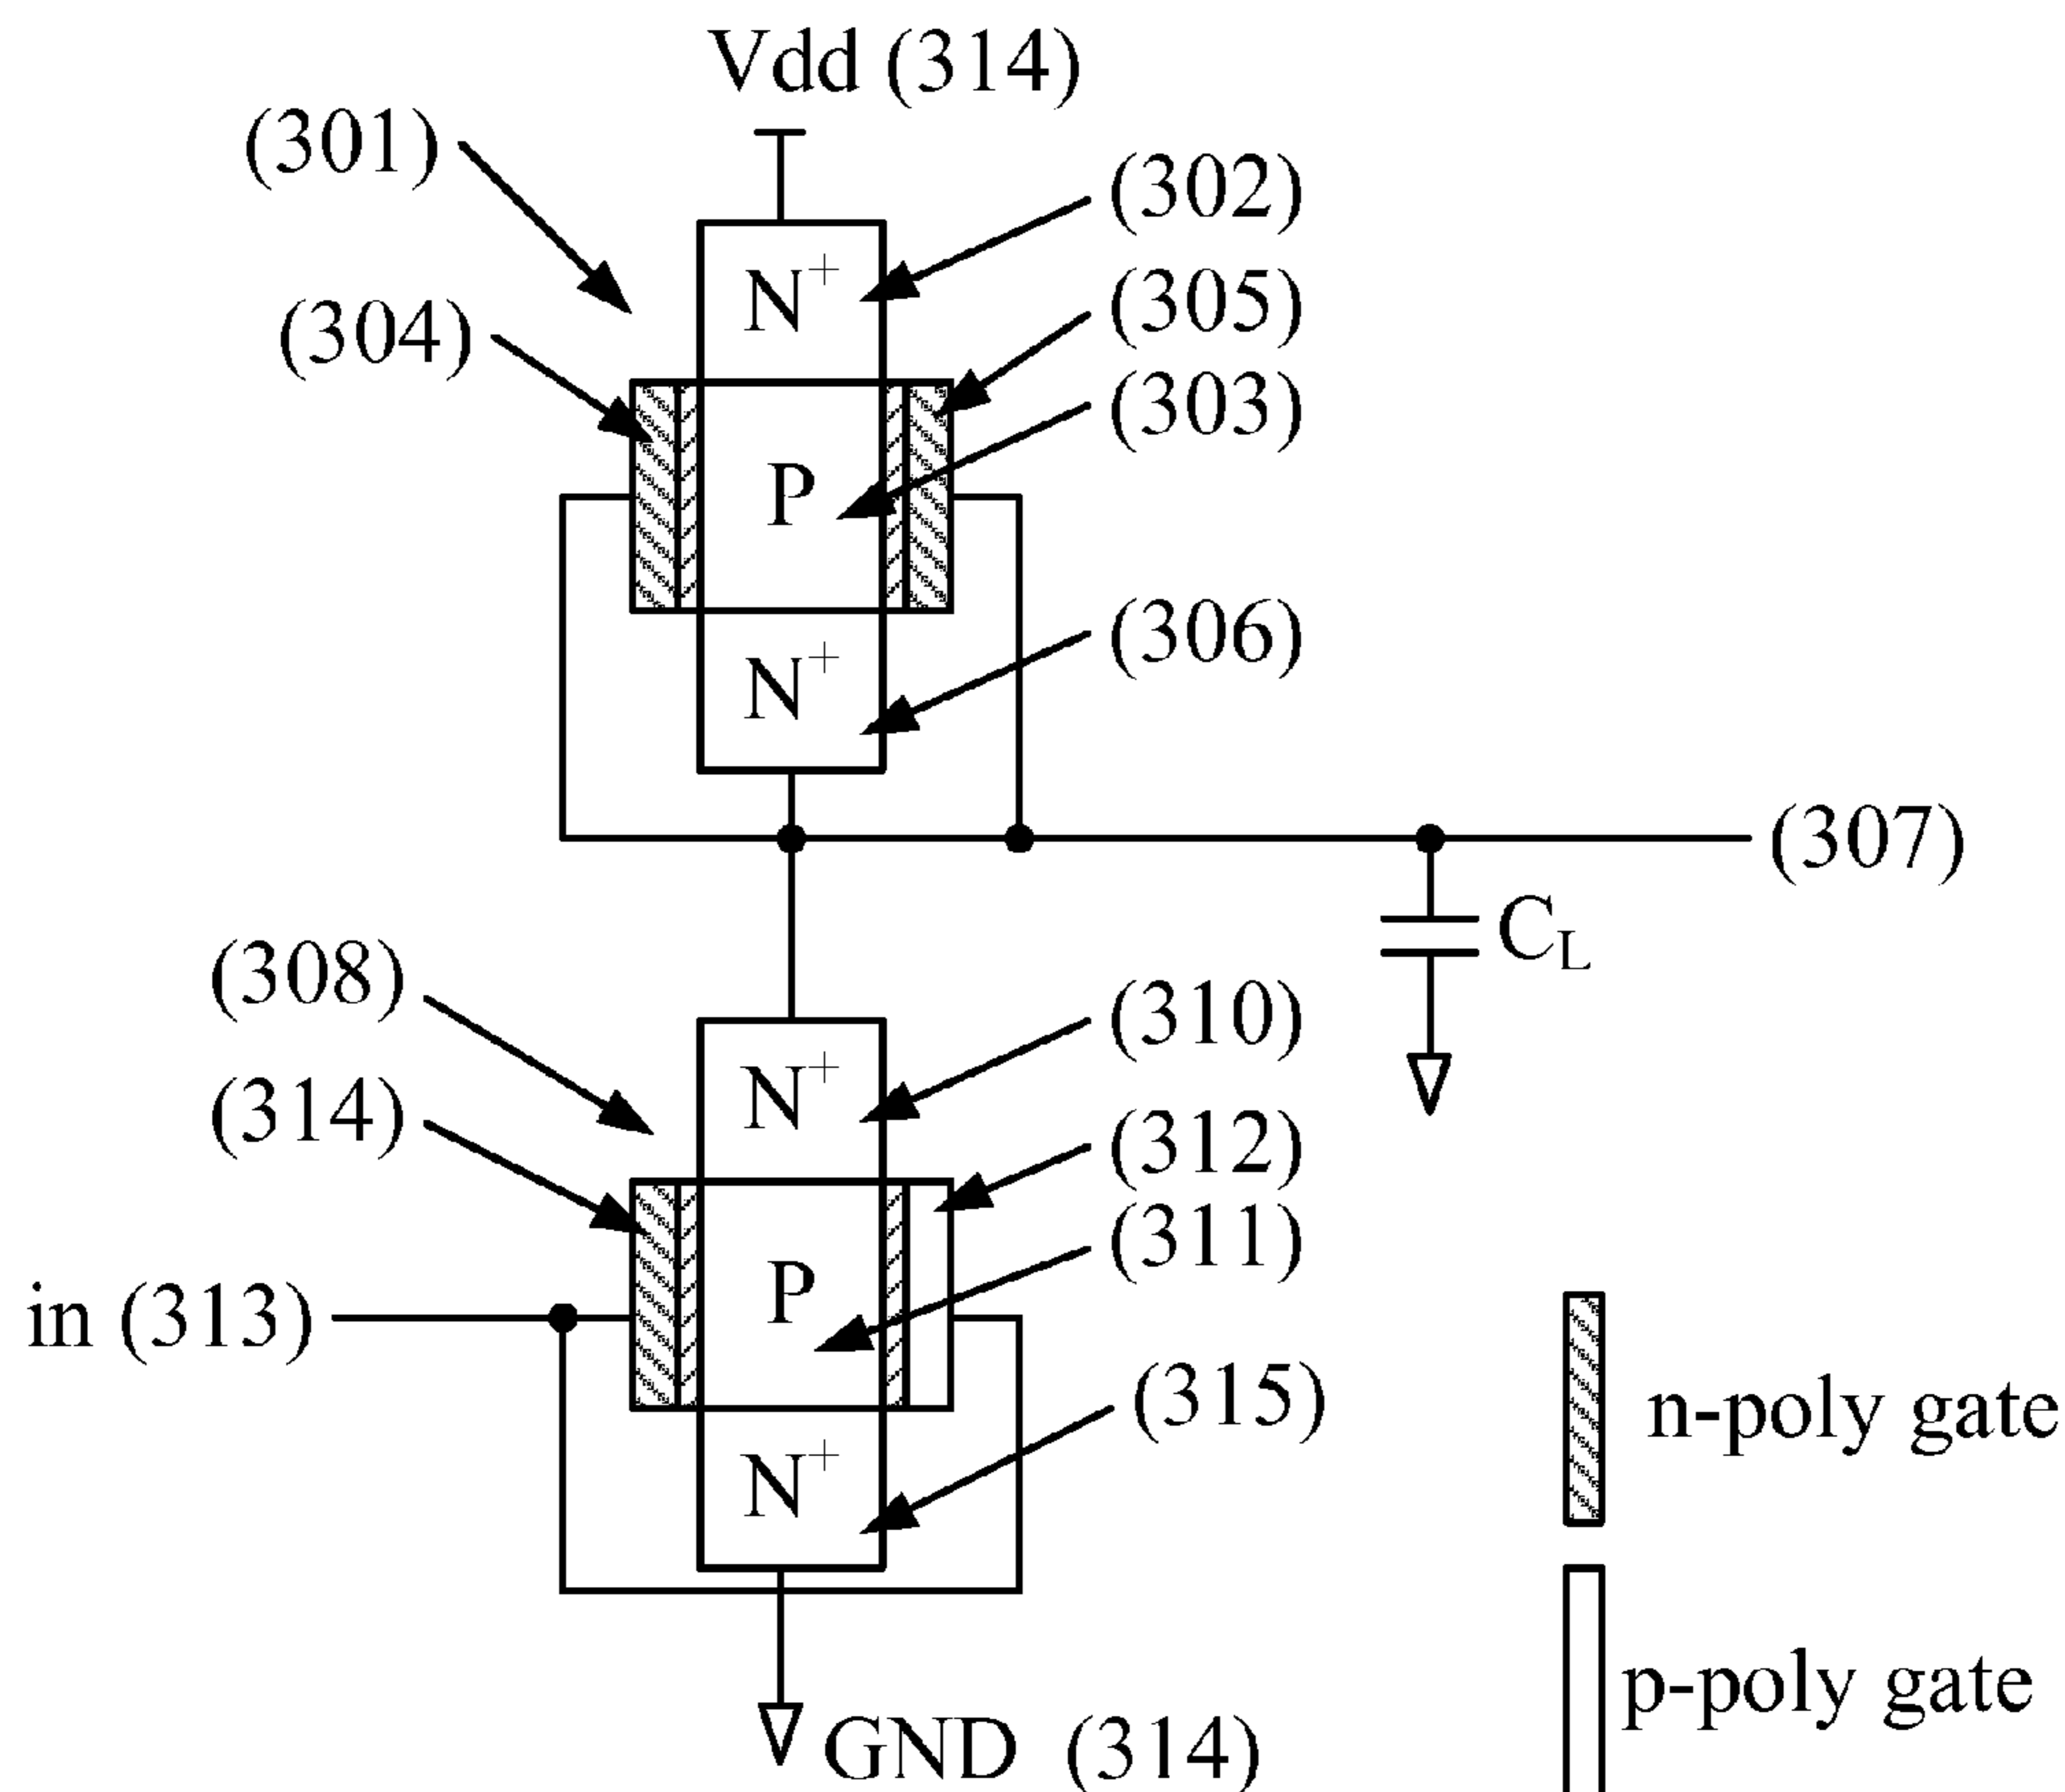 Vdd (314)
(301)
(302)
N+
(305)
(304)
(303)
P
(306)
N+
(307)
CL
(308)
(310)
N+
(314)
(312)
(311)
P
in (313)
(315)
n-poly gate
N+
p-poly gate
GND (314)